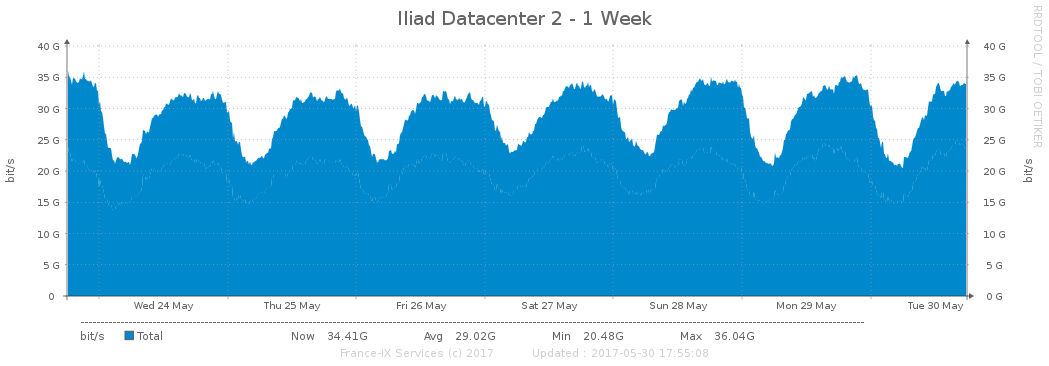 Iliad Datacenter 2 - 1 Week
RRDTOOL / TOBI OETIKER
40 G 40 G
35 G 35 G
30 G 30 G
25 G 25 G
20 G 20 G
15 G 15 G
10 G 10 G
5 G 5 G
0 0 G
bit/s bit/s
Wed 24 May Thu 25 May Fri 26 May Sat 27 May Sun 28 May Mon 29 May Tue 30 May
bit/s Total Now 34.41G Avg 29.02G Min 20.48G Max 36.04G
France-IX Services (c) 2017 Updated : 2017-05-30 17:55:08